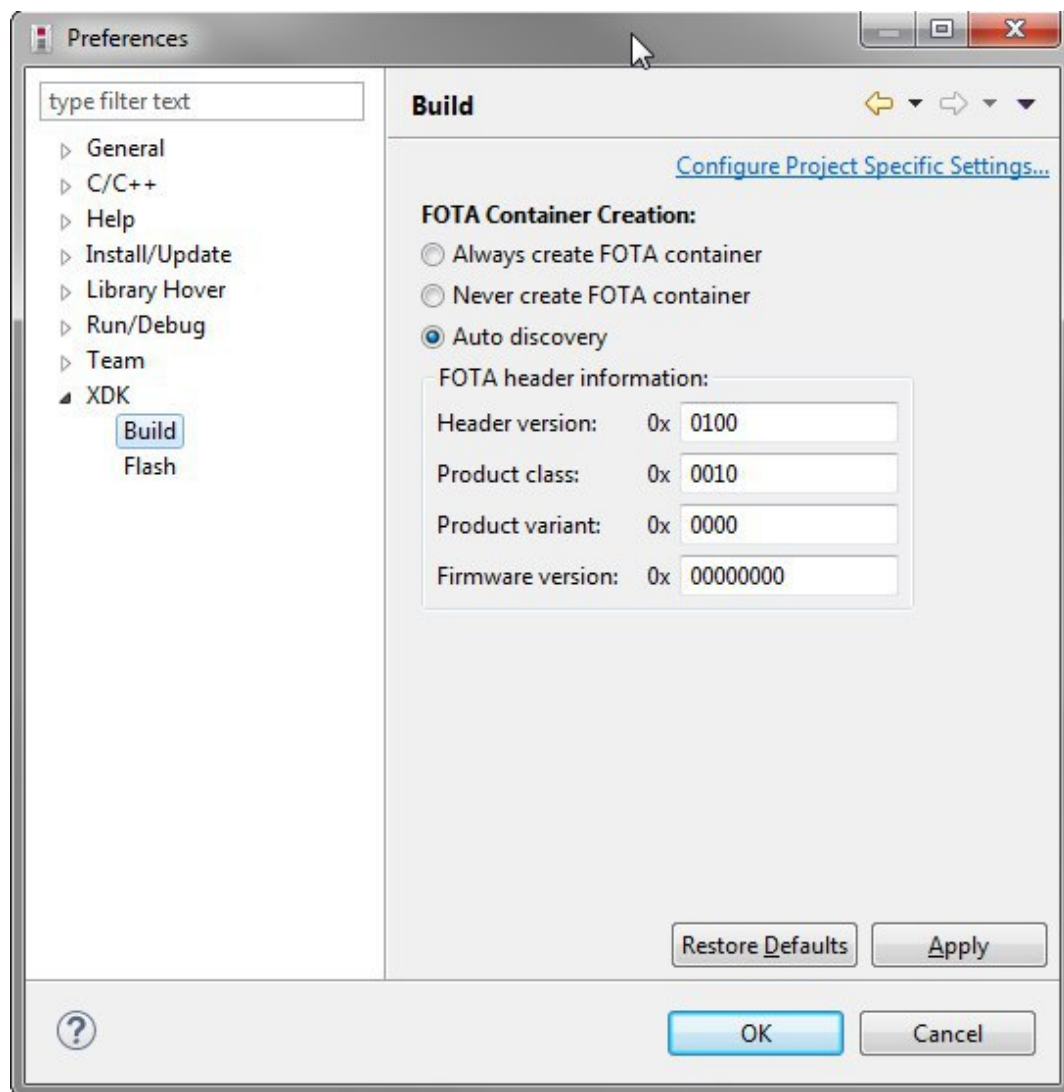 Preferences
type filter text
General
C/C++
Help
Install/Update
Library Hover
Run/Debug
Team
XDK
Build
Flash
Build
Configure Project Specific Settings...
FOTA Container Creation:
Always create FOTA container
Never create FOTA container
Auto discovery
FOTA header information:
Header version: 0x 0100
Product class: 0x 0010
Product variant: 0x 0000
Firmware version: 0x 00000000
Restore Defaults Apply
OK Cancel